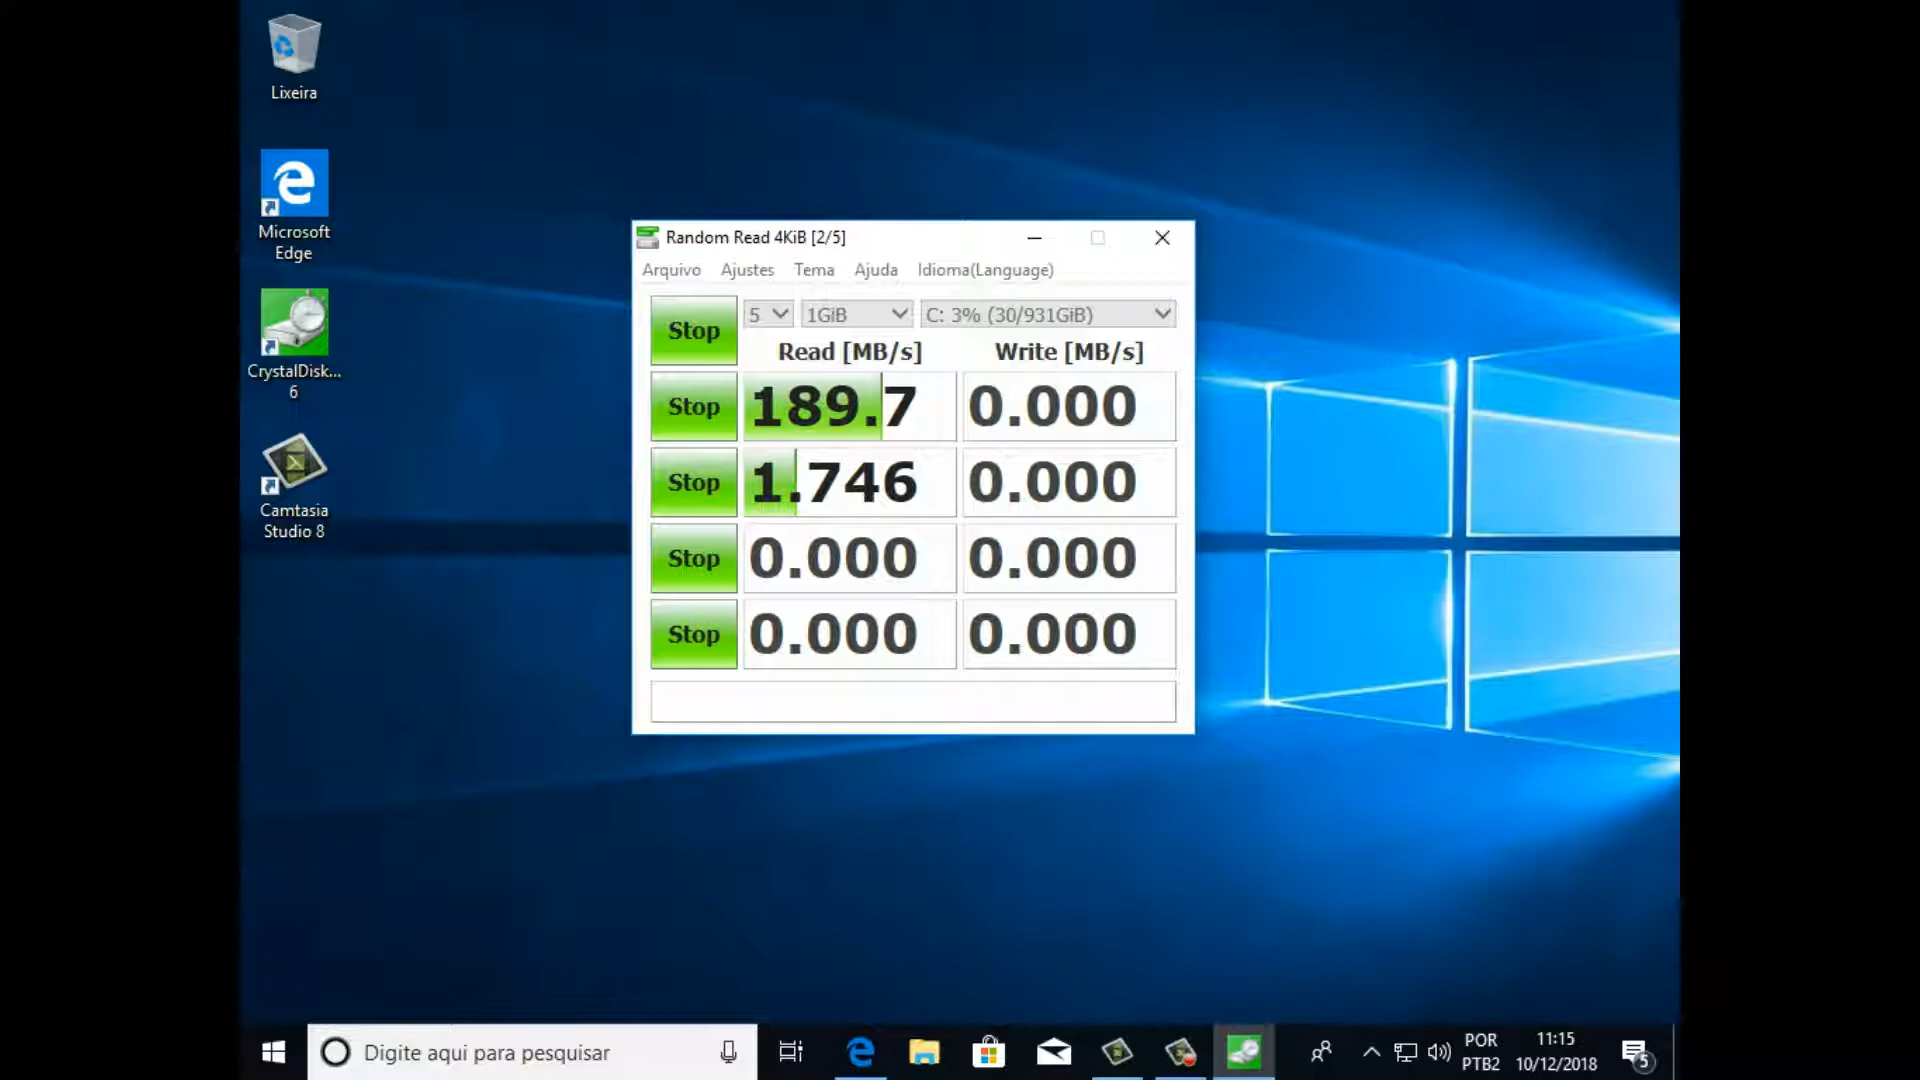 Lixeira
Microsoft
Edge
CrystalDisk...
6
Camtasia
Studio 8
Random Read 4KiB [2/5]
Arquivo Ajustes Tema Ajuda Idioma(Language)
Stop 5 1GiB C: 3% (30/931GiB)
Read [MB/s] Write [MB/s]
Stop 189.7 0.000
Stop 1.746 0.000
Stop 0.000 0.000
Stop 0.000 0.000
Digite aqui para pesquisar
POR
PTB2
11:15
10/12/2018
5